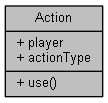 Action
+ player
+ actionType
+ use()